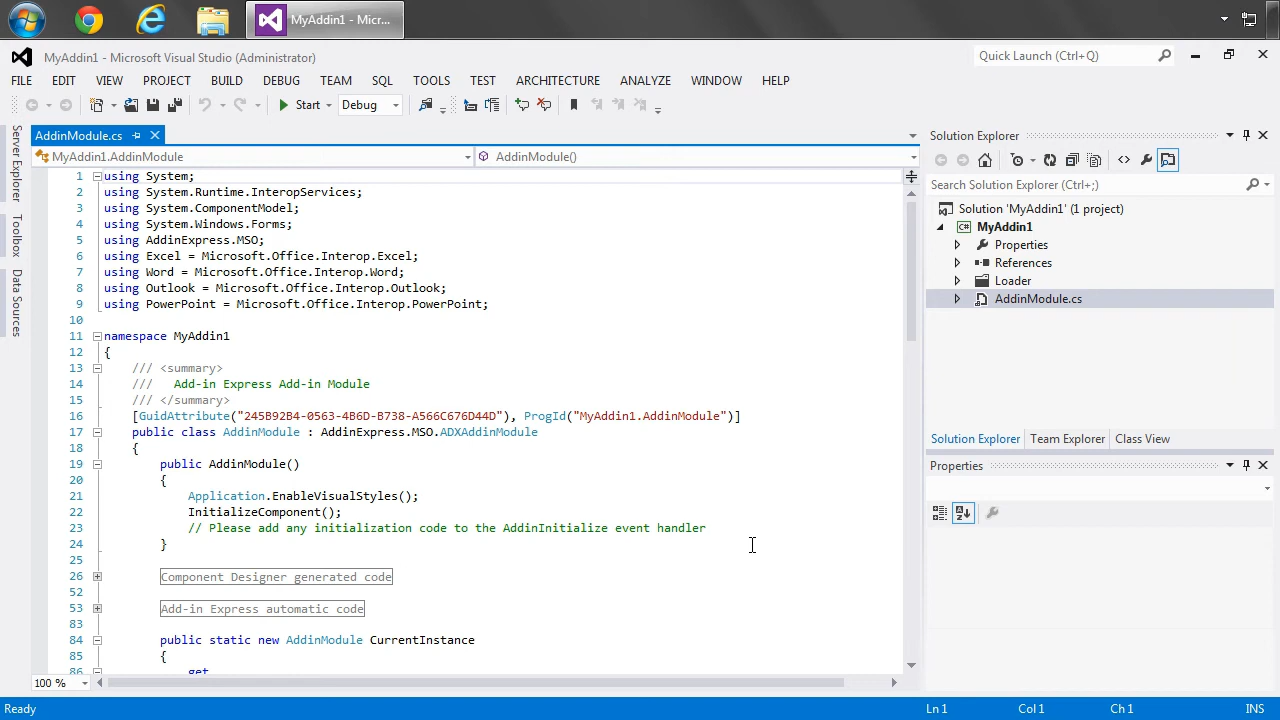 MyAddin1 - Micr...
MyAddin1 - Microsoft Visual Studio (Administrator)
Quick Launch (Ctrl+Q)
FILE EDIT VIEW PROJECT BUILD DEBUG TEAM SQL TOOLS TEST ARCHITECTURE ANALYZE WINDOW HELP
Start Debug
Server Explorer
Toolbox
Data Sources
AddinModule.cs
MyAddin1.AddinModule AddinModule()
1 using System;
2 using System.Runtime.InteropServices;
3 using System.ComponentModel;
4 using System.Windows.Forms;
5 using AddinExpress.MSO;
6 using Excel = Microsoft.Office.Interop.Excel;
7 using Word = Microsoft.Office.Interop.Word;
8 using Outlook = Microsoft.Office.Interop.Outlook;
9 using PowerPoint = Microsoft.Office.Interop.PowerPoint;
10
11 namespace MyAddin1
12 {
13 /// <summary>
14 /// Add-in Express Add-in Module
15 /// </summary>
16 [GuidAttribute("245B92B4-0563-4B6D-B738-A566C676D44D"), ProgId("MyAddin1.AddinModule")]
17 public class AddinModule : AddinExpress.MSO.ADXAddinModule
18 {
19 public AddinModule()
20 {
21 Application.EnableVisualStyles();
22 InitializeComponent();
23 // Please add any initialization code to the AddinInitialize event handler
24 }
25
26 Component Designer generated code
52
53 Add-in Express automatic code
83
84 public static new AddinModule CurrentInstance
85 {
86 get
100 %
Solution Explorer
Search Solution Explorer (Ctrl+;)
Solution 'MyAddin1' (1 project)
C# MyAddin1
Properties
References
Loader
AddinModule.cs
Solution Explorer Team Explorer Class View
Properties
Ready Ln 1 Col 1 Ch 1 INS